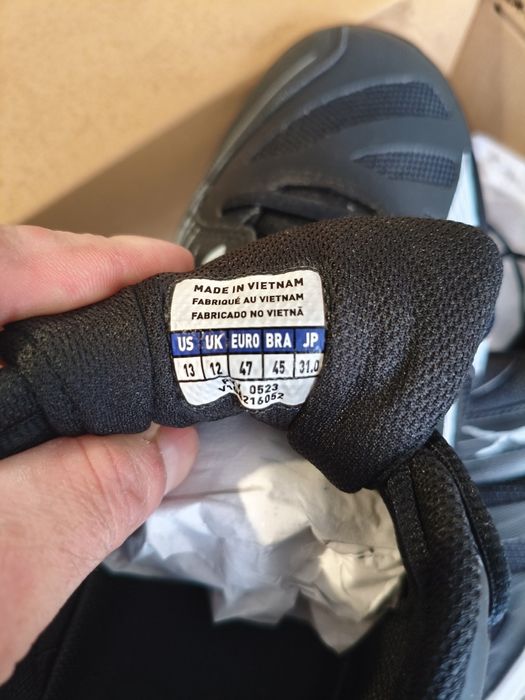 MADE IN VIETNAM
FABRIQUÉ AU VIETNAM
FABRICADO NO VIETNÃ
US UK EURO BRA JP
13 12 47 45 31.0
0523
216052